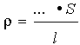 ρ = ... • S / l